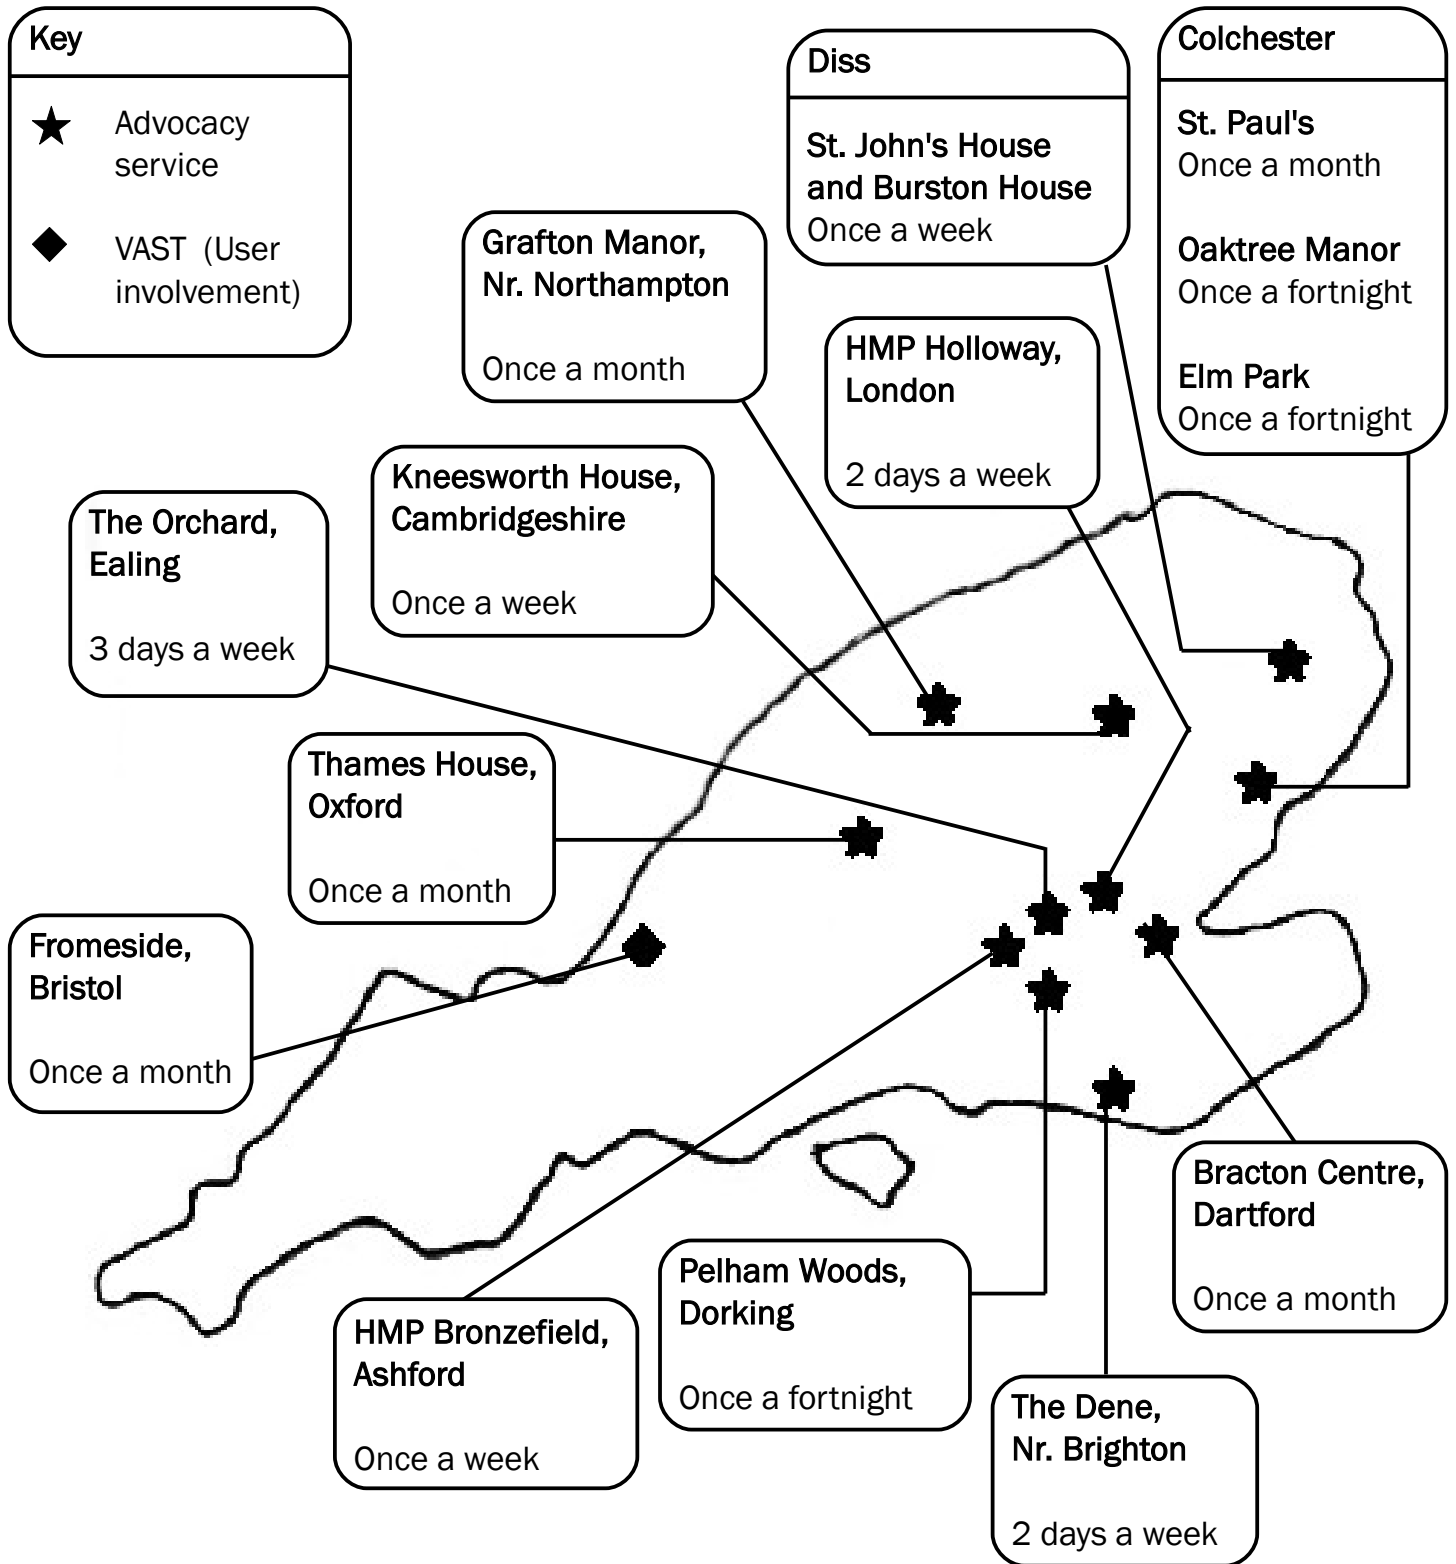 Key
Advocacy
service
VAST (User
involvement)
Diss
St. John's House
and Burston House
Once a week
Colchester
St. Paul's
Once a month
Oaktree Manor
Once a fortnight
Elm Park
Once a fortnight
Grafton Manor,
Nr. Northampton
Once a month
HMP Holloway,
London
2 days a week
Kneesworth House,
Cambridgeshire
Once a week
The Orchard,
Ealing
3 days a week
Thames House,
Oxford
Once a month
Fromeside,
Bristol
Once a month
HMP Bronzefield,
Ashford
Once a week
Pelham Woods,
Dorking
Once a fortnight
The Dene,
Nr. Brighton
2 days a week
Bracton Centre,
Dartford
Once a month